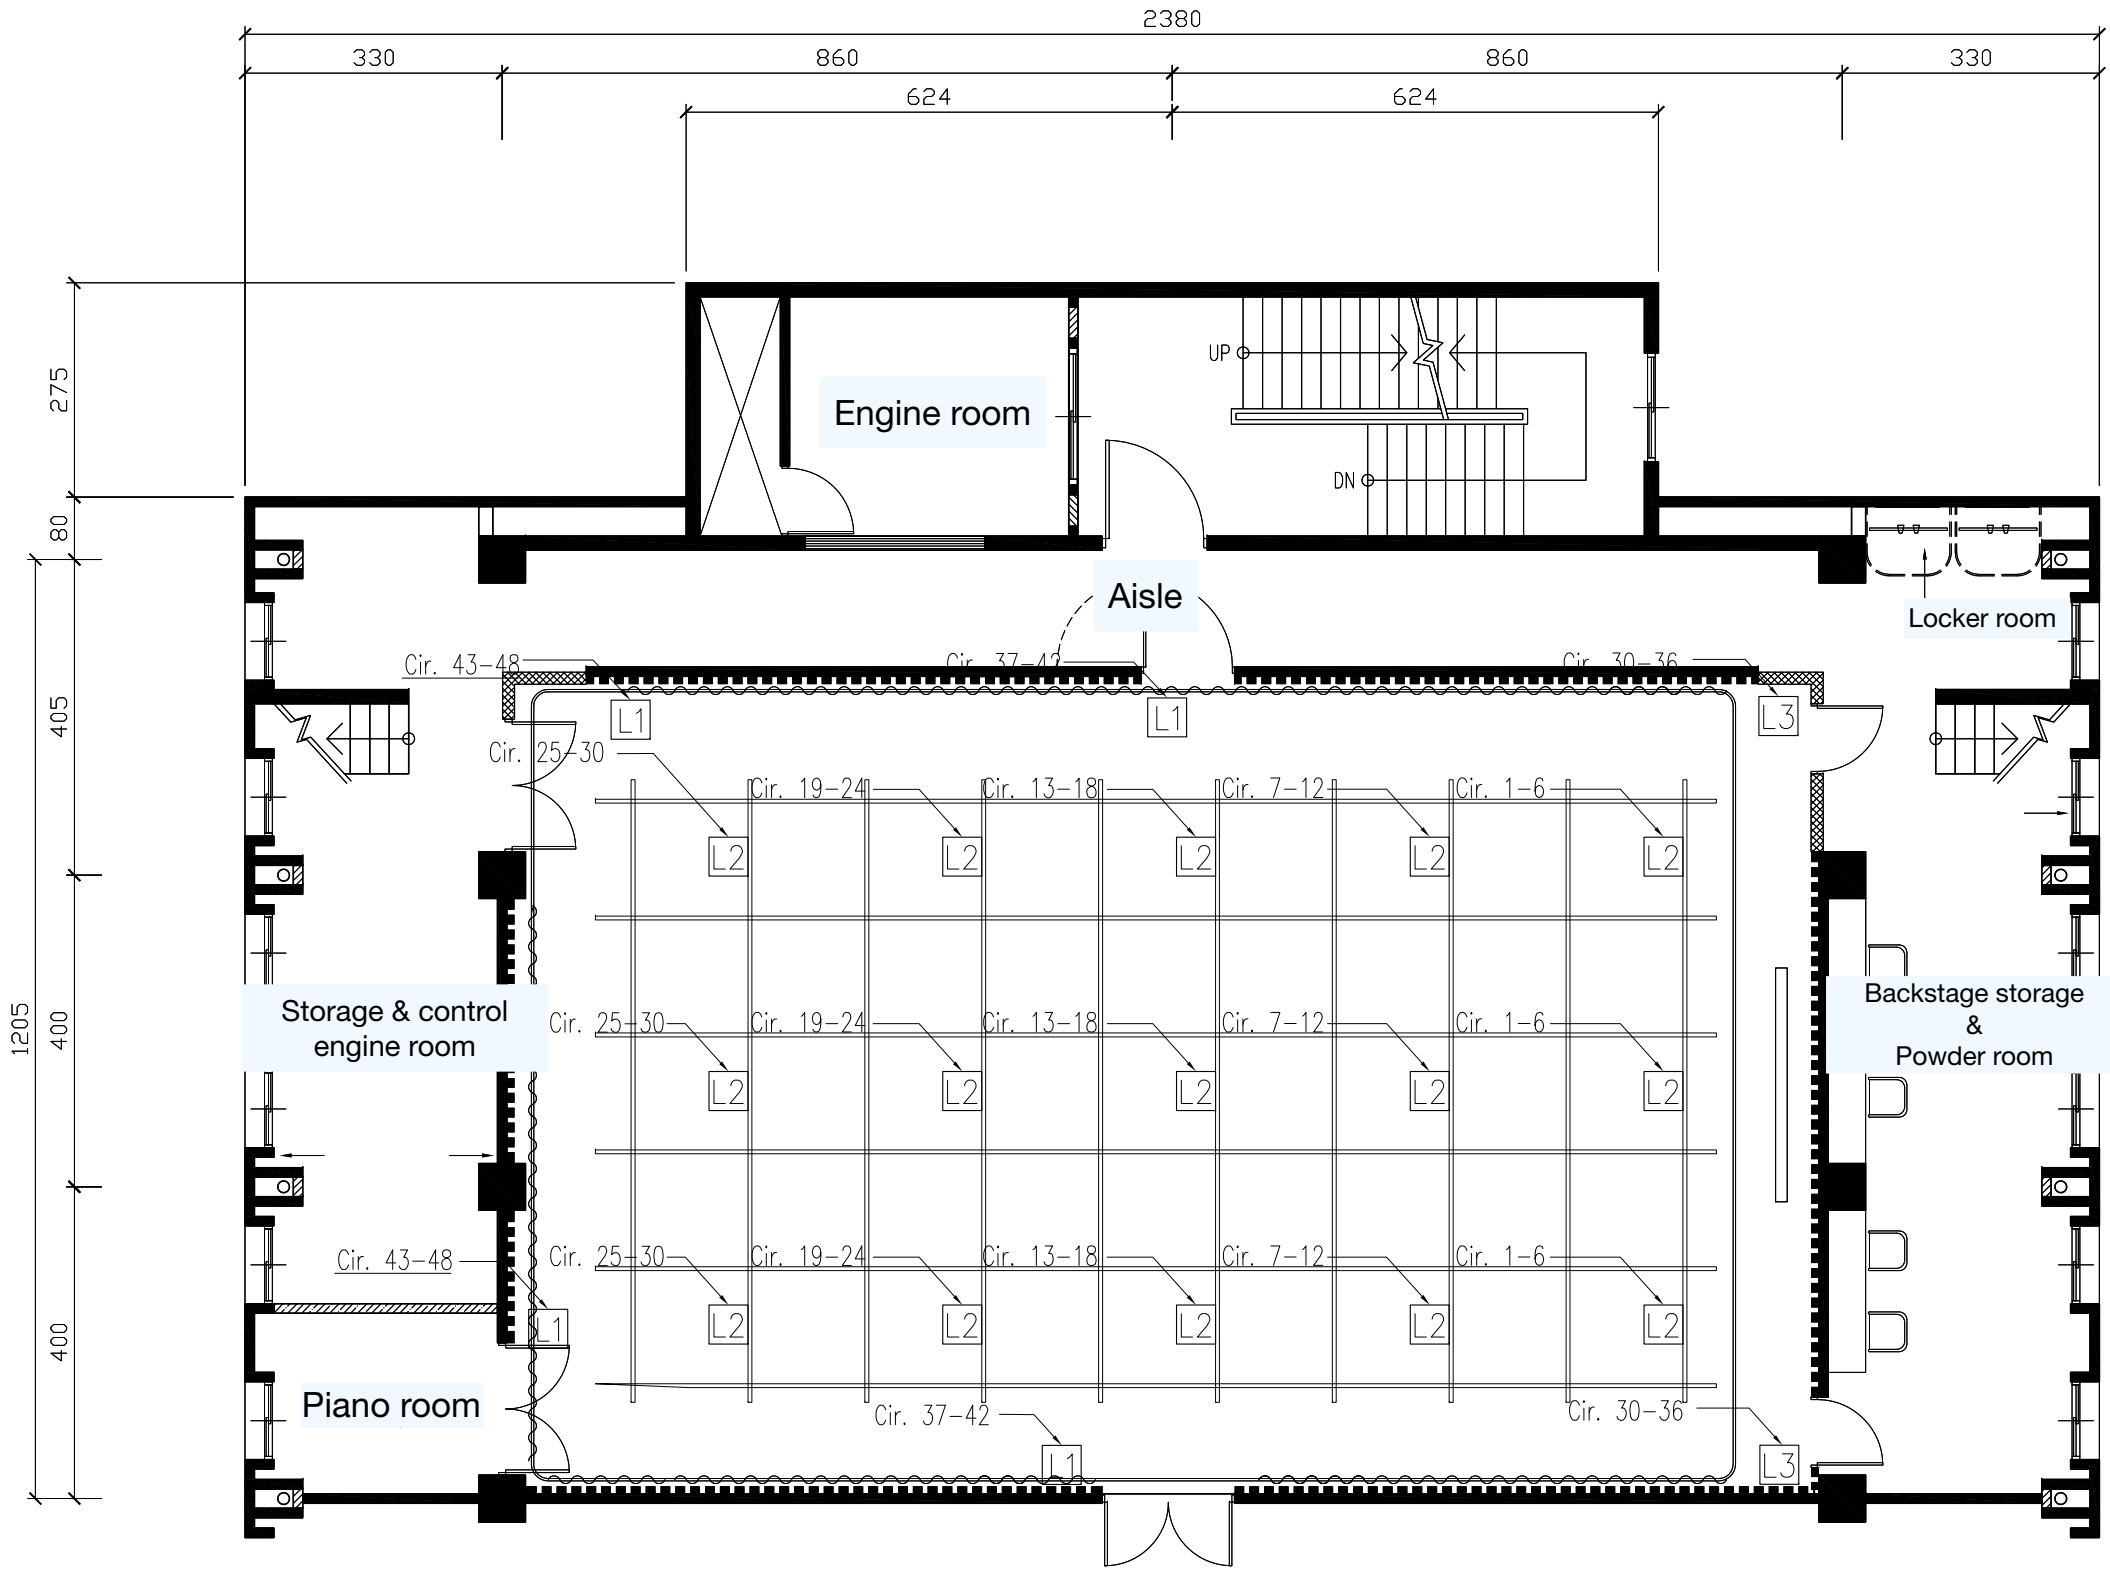 2380
330 860 860 330
624 624
275
UP
Engine room
DN
80
Aisle
Locker room
Cir. 43-48 Cir. 37-42 Cir. 30-36
L1 L1 L3
405
Cir. 25-30
Cir. 19-24 Cir. 13-18 Cir. 7-12 Cir. 1-6
L2 L2 L2 L2 L2
1205
400
Storage & control
engine room
Backstage storage
&
Powder room
Cir. 25-30 Cir. 19-24 Cir. 13-18 Cir. 7-12 Cir. 1-6
L2 L2 L2 L2 L2
Cir. 43-48
Cir. 25-30 Cir. 19-24 Cir. 13-18 Cir. 7-12 Cir. 1-6
L1 L2 L2 L2 L2 L2
400
Piano room
Cir. 37-42 Cir. 30-36
L1 L3